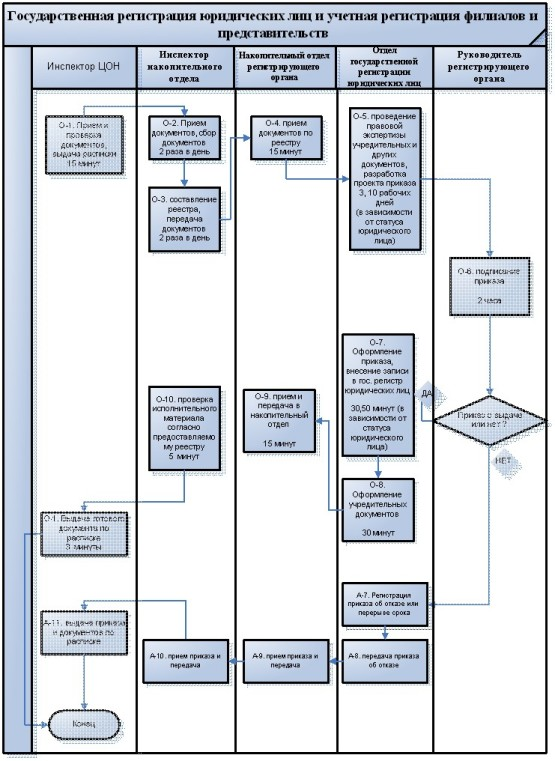 Государственная регистрация юридических лиц и учетная регистрация филиалов и
представительств
Инспектор ЦОН
Инспектор
накопительного
отдела
Накопительный отдел
регистрирующего
органа
Отдел
государственной
регистрации
юридических лиц
Руководитель
регистрирующего
органа
О-1. Прием и
проверка
документов,
выдача расписки
15 минут
О-2. Прием
документов, сбор
документов
2 раза в день
О-3. составление
реестра,
передача
документов
2 раза в день
О-4. прием
документов по
реестру
15 минут
О-5. проведение
правовой
экспертизы
учредительных и
других документов,
разработка
проекта приказа
3, 10 рабочих
дней
(в зависимости
от статуса
юридического
лица)
О-6. подписание
приказа
2 часа
Приказ о выдаче
или нет ?
ДА
НЕТ
О-7.
Оформление
приказа,
внесение записи
в гос. регистр
юридических лиц
30,50 минут (в
зависимости от
статуса
юридического
лица)
О-8.
Оформление
учредительных
документов
30 минут
О-9. прием и
передача в
накопительный
отдел
15 минут
О-10. проверка
исполнительного
материала
согласно
предоставляемо
му реестру
5 минут
Выдача готового
документа по
расписке
3 минуты
А-7. Регистрация
приказа об отказе или
перерыве срока
А-8. передача приказа
об отказе
А-9. прием приказа и
передача
А-10. прием приказа и
передача
А-11. выдача приказа
и документов по
расписке
Конец